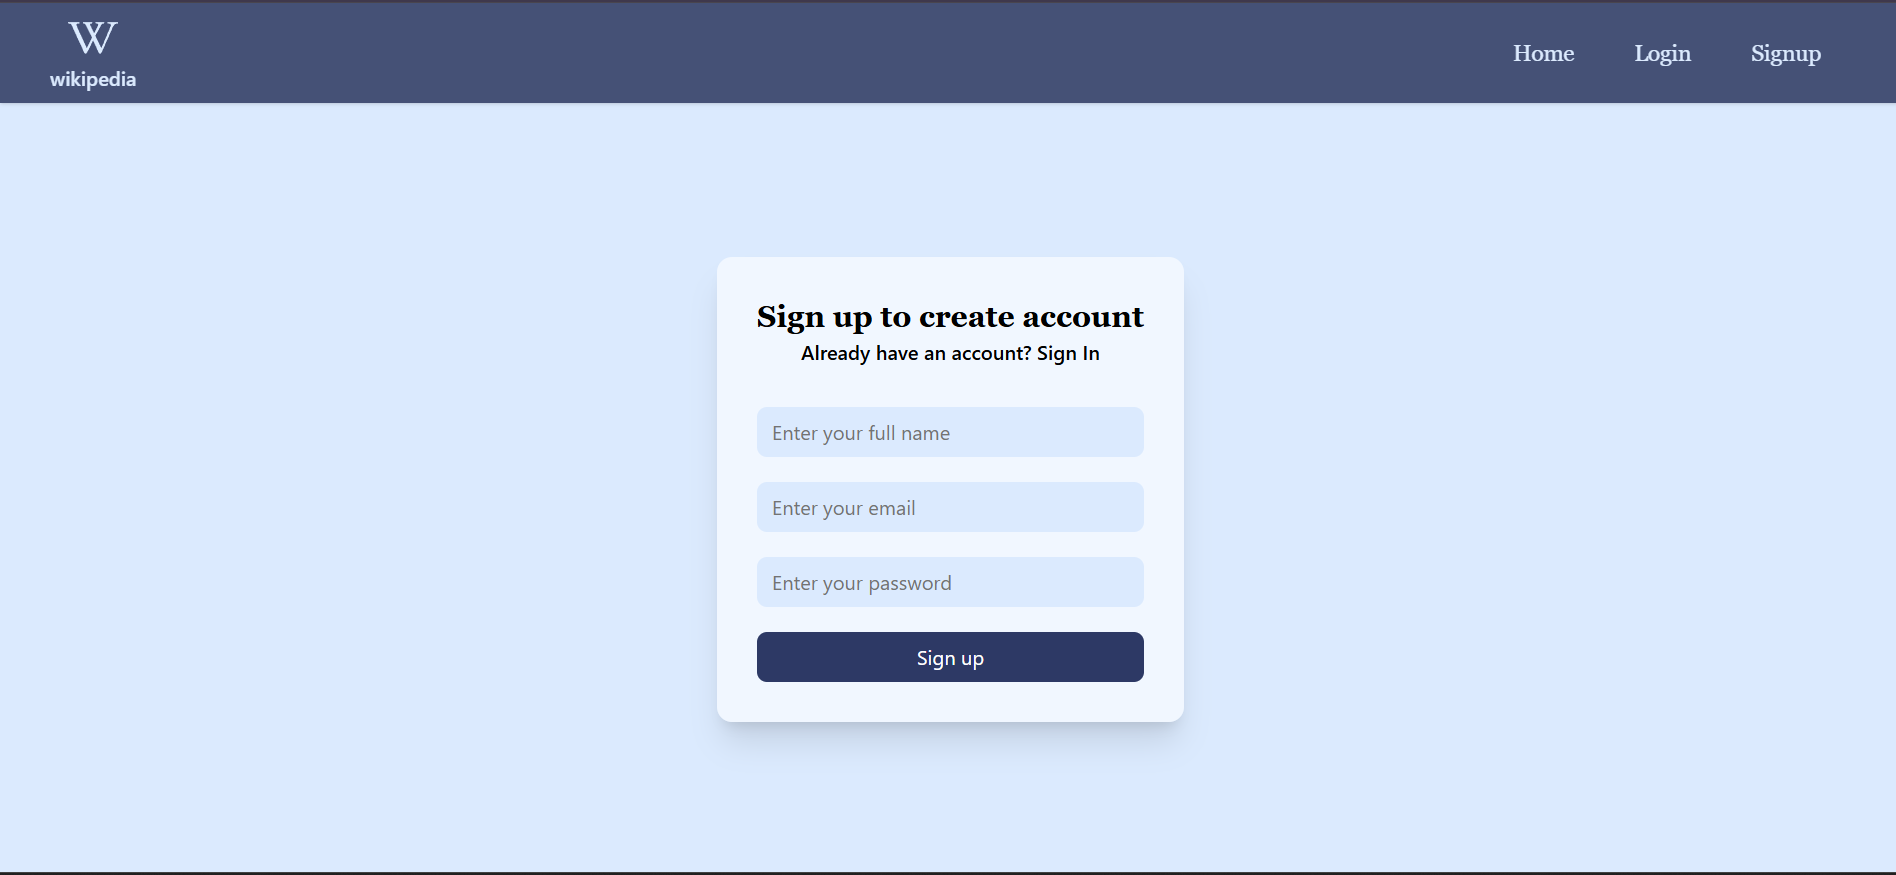 W
wikipedia
Home Login Signup
Sign up to create account
Already have an account? Sign In
Enter your full name
Enter your email
Enter your password
Sign up